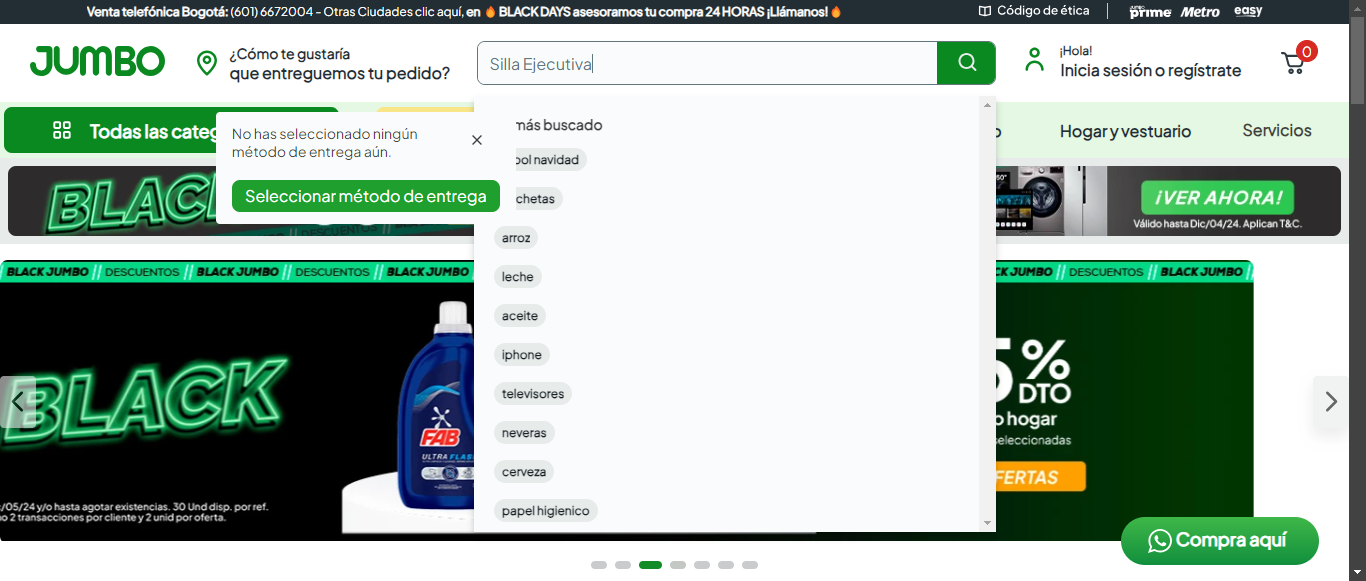 Venta telefónica Bogotá: (601) 6672004 - Otras Ciudades clic aquí, en 🔥 BLACK DAYS asesoramos tu compra 24 HORAS ¡Llámanos! 🔥
Código de ética
JUMBO prime
Metro
easy
JUMBO
¿Cómo te gustaría
que entreguemos tu pedido?
Silla Ejecutiva
¡Hola!
Inicia sesión o regístrate
0
Todas las categ
No has seleccionado ningún
método de entrega aún.
Seleccionar método de entrega
más buscado
Hogar y vestuario
Servicios
BLACK
DESCUENTOS
¡VER AHORA!
Válido hasta Dic/04/24. Aplican T&C.
bol navidad
chetas
arroz
leche
aceite
iphone
televisores
neveras
cerveza
papel higienico
BLACK JUMBO // DESCUENTOS // BLACK JUMBO // DESCUENTOS // BLACK JUMBO
CK JUMBO // DESCUENTOS // BLACK JUMBO
BLACK
FAB
ULTRA FLAS
5%
DTO
o hogar
seleccionadas
FERTAS
/05/24 y/o hasta agotar existencias. 30 Und disp. por ref.
o 2 transacciones por cliente y 2 unid por oferta.
Compra aquí